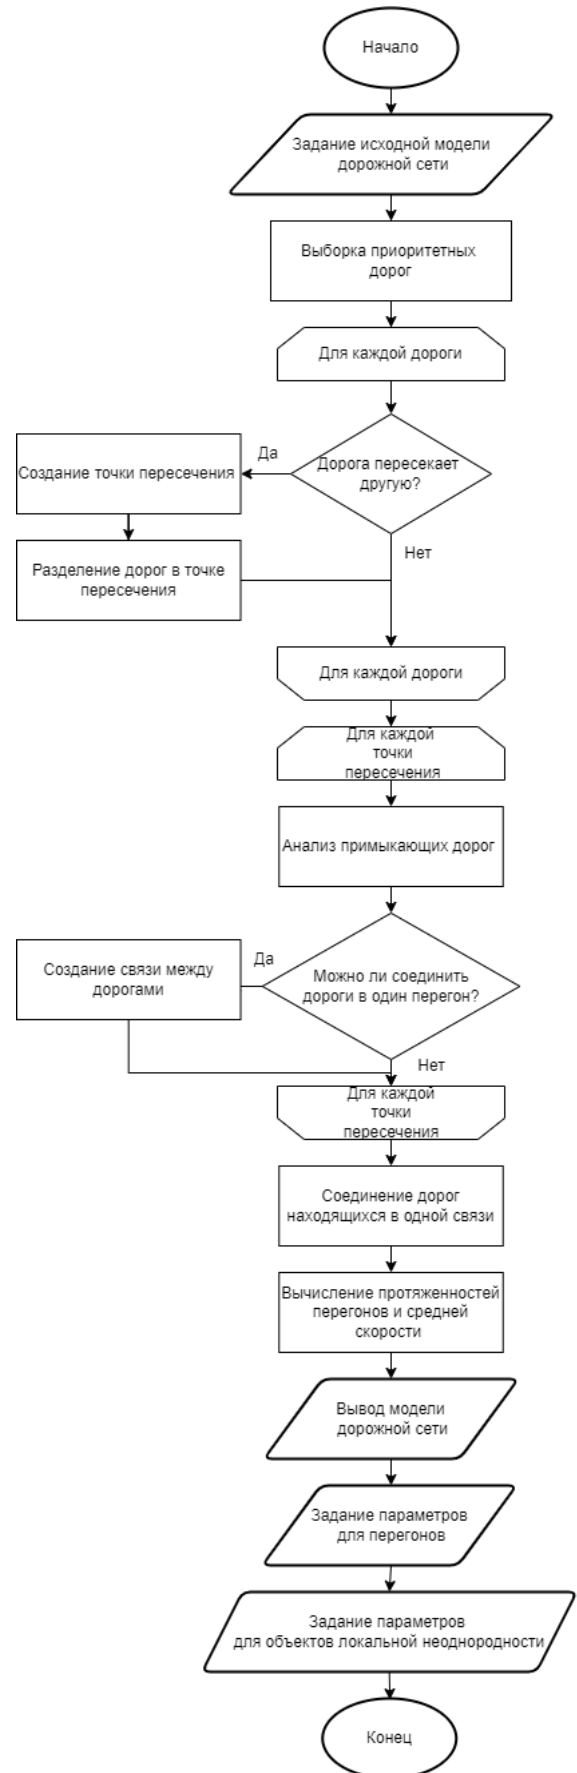 Начало
Задание исходной модели
дорожной сети
Выборка приоритетных
дорог
Для каждой дороги
Дорога пересекает
другую?
Да
Создание точки пересечения
Нет
Разделение дорог в точке
пересечения
Для каждой дороги
Для каждой
точки
пересечения
Анализ примыкающих дорог
Можно ли соединить
дороги в один перегон?
Да
Создание связи между
дорогами
Нет
Для каждой
точки
пересечения
Соединение дорог
находящихся в одной связи
Вычисление протяженностей
перегонов и средней
скорости
Вывод модели
дорожной сети
Задание параметров
для перегонов
Задание параметров
для объектов локальной неоднородности
Конец